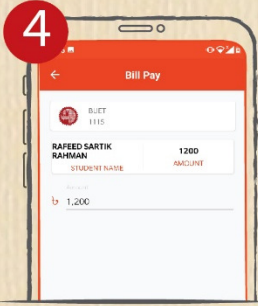 4
Bill Pay
BUET
1115
RAFEED SARTIK
RAHMAN
1200
STUDENT NAME
AMOUNT
৳ 1,200